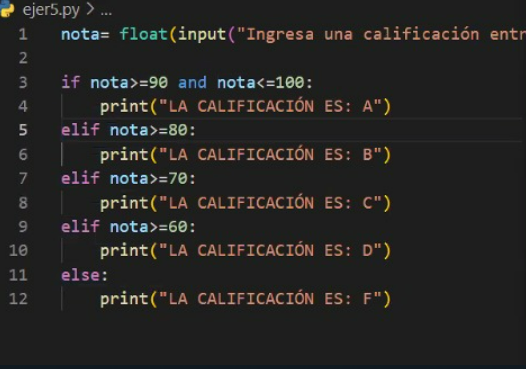 ejer5.py > ...
1 nota= float(input("Ingresa una calificación entr
2
3 if nota>=90 and nota<=100:
4 print("LA CALIFICACIÓN ES: A")
5 elif nota>=80:
6 print("LA CALIFICACIÓN ES: B")
7 elif nota>=70:
8 print("LA CALIFICACIÓN ES: C")
9 elif nota>=60:
10 print("LA CALIFICACIÓN ES: D")
11 else:
12 print("LA CALIFICACIÓN ES: F")